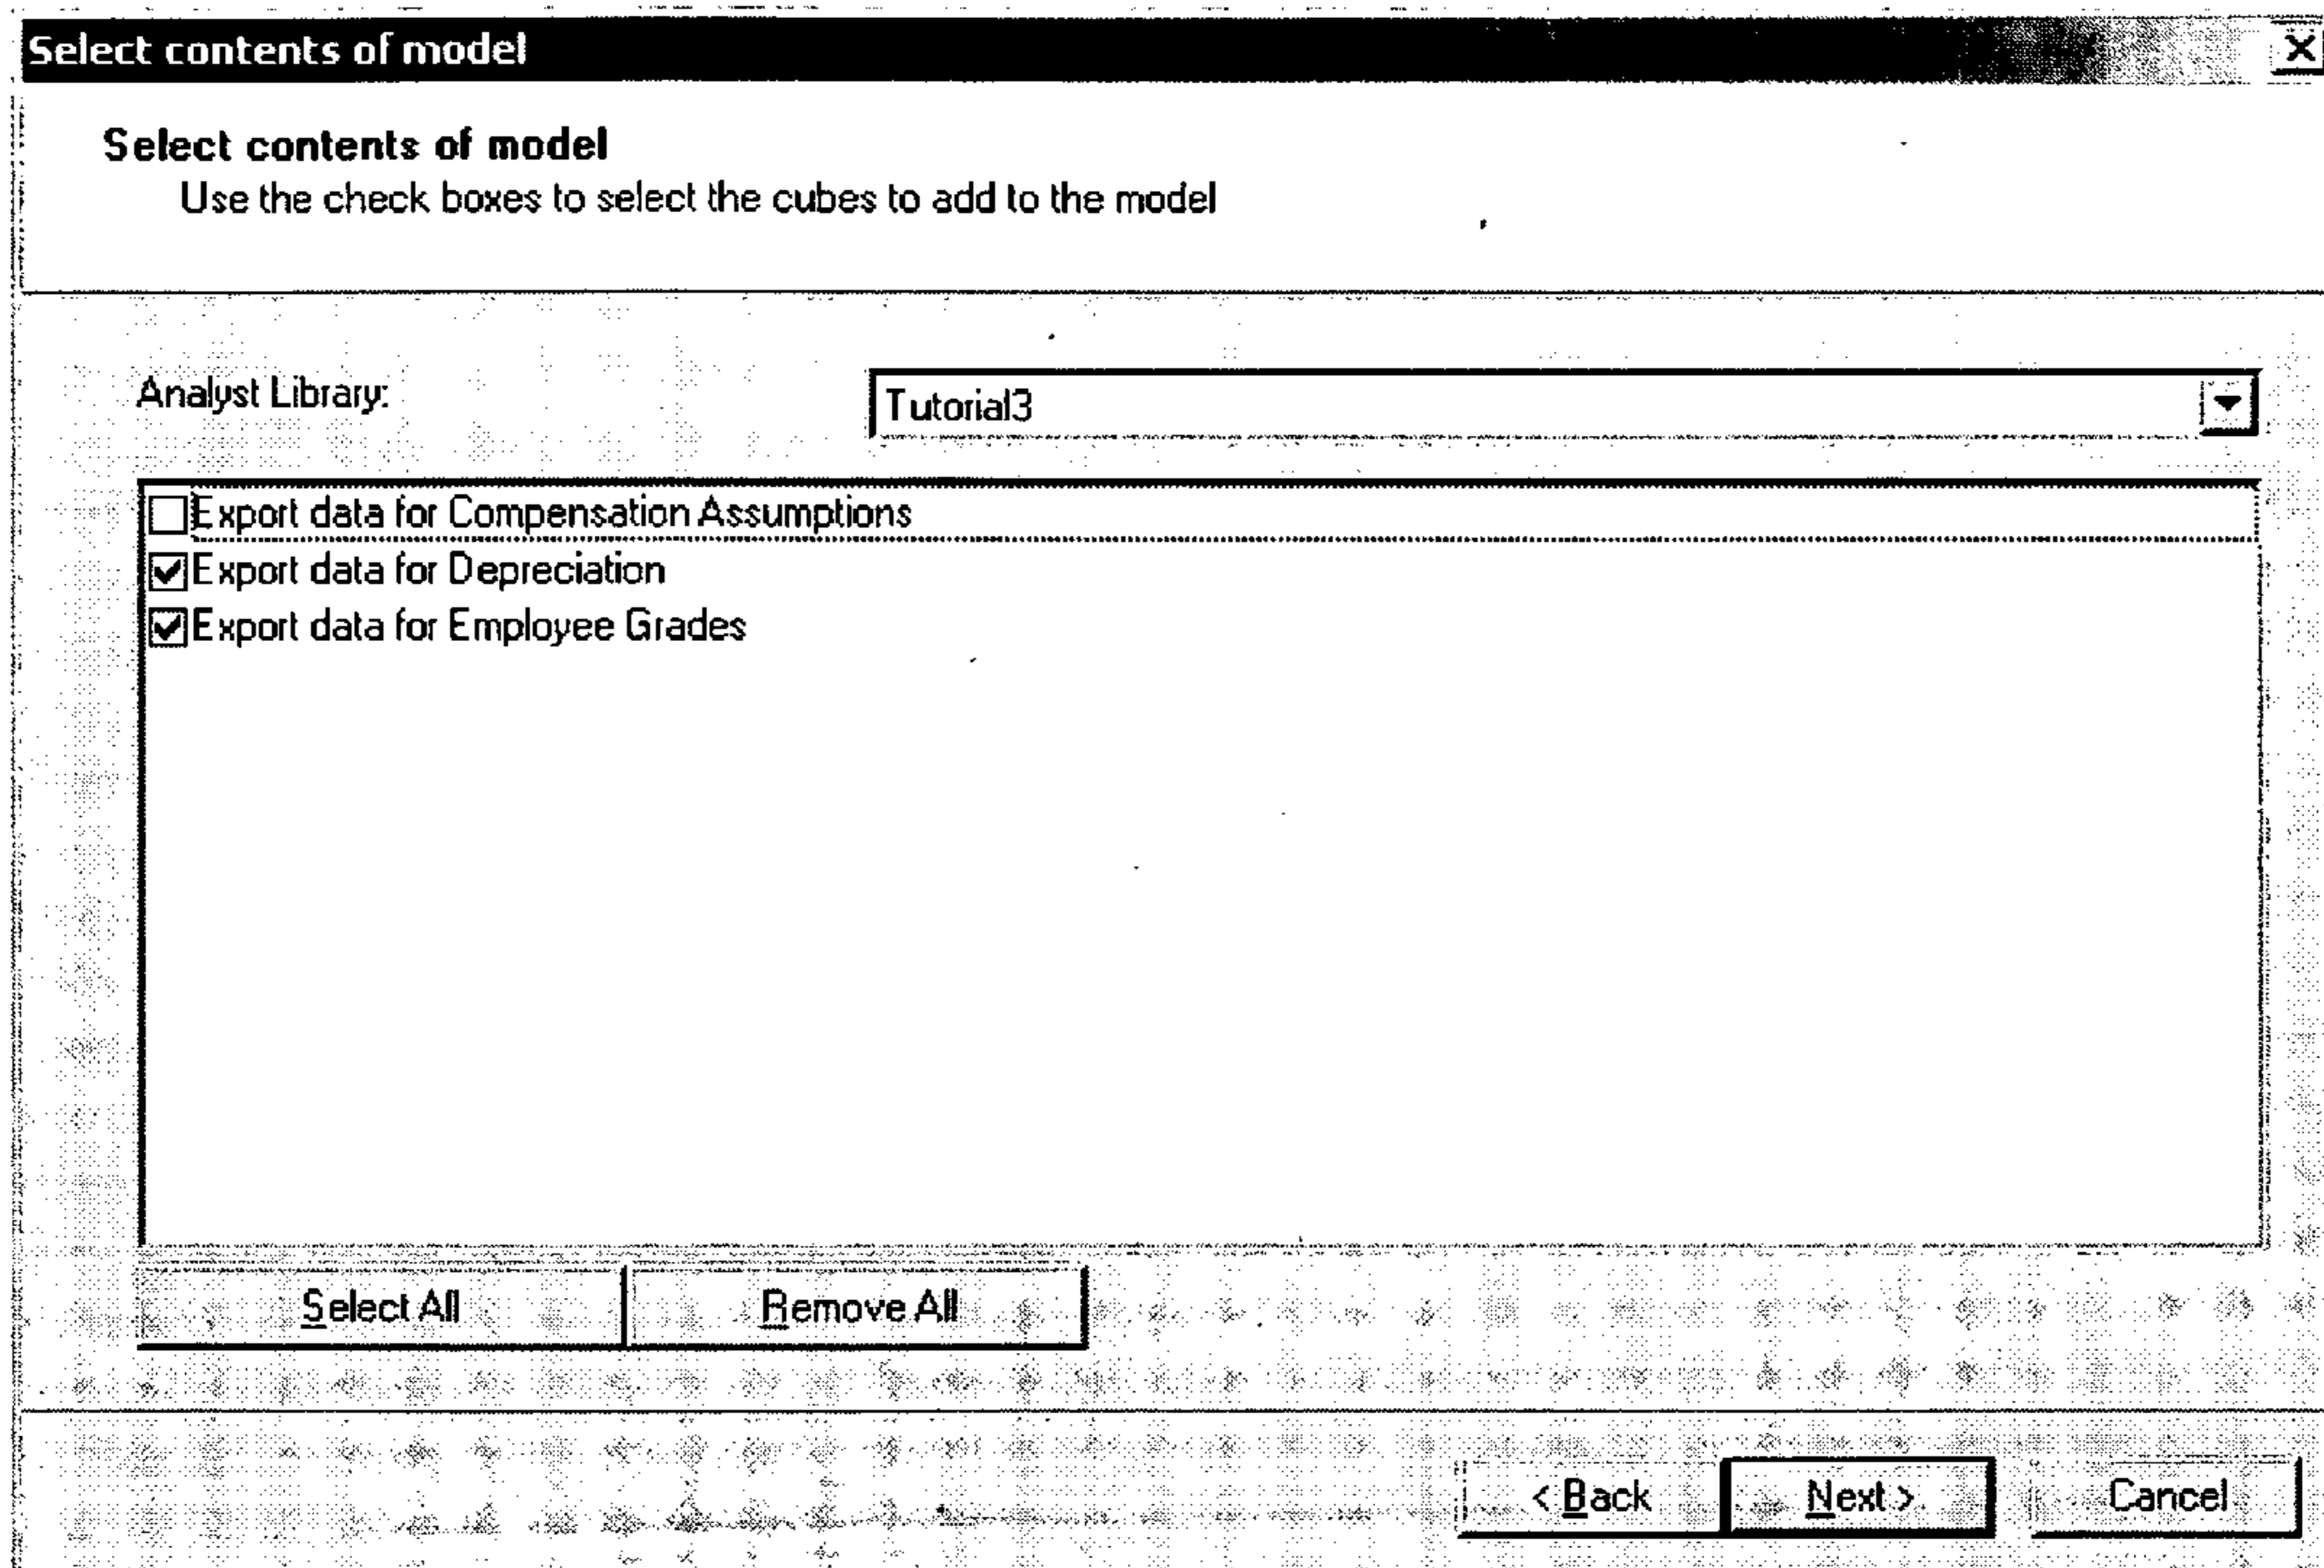 Select contents of model
Select contents of model
Use the check boxes to select the cubes to add to the model
Analyst Library:
Tutorial3
Export data for Compensation Assumptions
Export data for Depreciation
Export data for Employee Grades
Select All
Remove All
< Back
Next >
Cancel